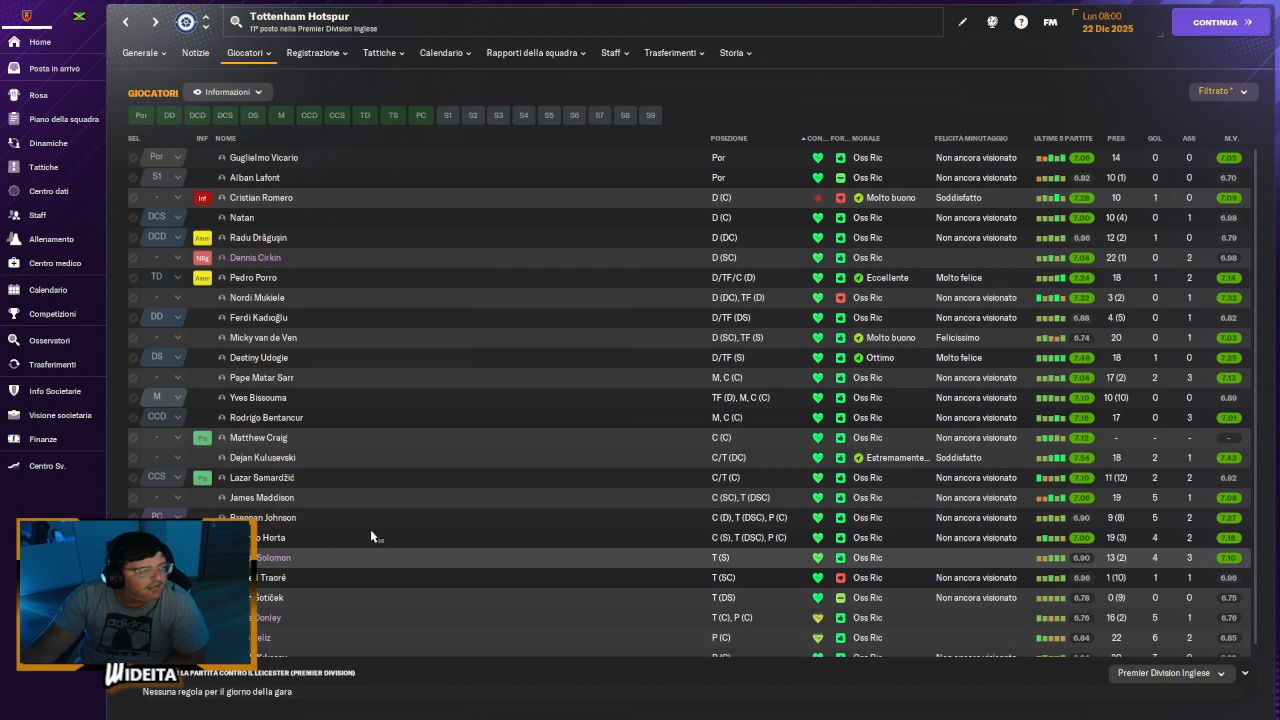 Tottenham Hotspur
11° posto nella Premier Division Inglese
Lun 08:00
22 Dic 2025
CONTINUA
FM
Generale Notizie Giocatori Registrazione Tattiche Calendario Rapporti della squadra Staff Trasferimenti Storia
Home
Posta in arrivo
Rosa
Piano della squadra
Dinamiche
Tattiche
Centro dati
Staff
Allenamento
Centro medico
Calendario
Competizioni
Osservatori
Trasferimenti
Info Societarie
Visione societaria
Finanze
Centro Sv.
GIOCATORI Informazioni Filtrato *
Por DD DCD DCS DS M CCD CCS TD TS PC S1 S2 S3 S4 S5 S6 S7 S8 S9
SEL INF NOME POSIZIONE CON... FOR... MORALE FELICITÀ MINUTAGGIO ULTIME 5 PARTITE PRES GOL ASS M.V.
Por Guglielmo Vicario Por Oss Ric Non ancora visionato 7.06 14 0 0 7.05
S1 Alban Lafont Por Oss Ric Non ancora visionato 6.82 10 (1) 0 0 6.70
- Inf Cristian Romero D (C) Molto buono Soddisfatto 7.28 10 1 0 7.09
DCS Natan D (C) Oss Ric Non ancora visionato 7.00 10 (4) 0 1 6.98
DCD Amm Radu Drăgușin D (DC) Oss Ric Non ancora visionato 6.96 12 (2) 1 0 6.79
- NRg Dennis Cirkin D (SC) Oss Ric Non ancora visionato 7.04 22 (1) 0 2 6.98
TD Amm Pedro Porro D/TF/C (D) Eccellente Molto felice 7.24 18 1 2 7.14
- Nordi Mukiele D (DC), TF (D) Oss Ric Non ancora visionato 7.32 3 (2) 0 1 7.32
DD Ferdi Kadıoğlu D/TF (DS) Oss Ric Non ancora visionato 6.88 4 (5) 0 1 6.82
- Micky van de Ven D (SC), TF (S) Molto buono Felicissimo 6.74 20 0 1 7.03
DS Destiny Udogie D/TF (S) Ottimo Molto felice 7.46 18 1 0 7.25
- Pape Matar Sarr M, C (C) Oss Ric Non ancora visionato 7.04 17 (2) 2 3 7.13
M Yves Bissouma TF (D), M, C (C) Oss Ric Non ancora visionato 7.10 10 (10) 0 1 6.89
CCD Rodrigo Bentancur M, C (C) Oss Ric Non ancora visionato 7.16 17 0 3 7.01
- Pro Matthew Craig C (C) Oss Ric Non ancora visionato 7.12 - - - -
- Dejan Kulusevski C/T (DC) Estremamente... Soddisfatto 7.54 18 2 1 7.43
CCS Pro Lazar Samardžić C/T (C) Oss Ric Non ancora visionato 7.10 11 (12) 0 2 6.92
- James Maddison C (SC), T (DSC) Oss Ric Non ancora visionato 7.06 19 5 1 7.08
PC Brennan Johnson C (D), T (DSC), P (C) Oss Ric Non ancora visionato 6.90 9 (8) 5 2 7.27
Horta C (S), T (DSC), P (C) Oss Ric Non ancora visionato 7.00 19 (3) 4 2 7.18
Solomon T (S) Oss Ric Non ancora visionato 6.90 13 (2) 4 3 7.10
Traoré T (SC) Oss Ric Non ancora visionato 6.96 1 (10) 1 1 6.96
Sotiček T (DS) Oss Ric Non ancora visionato 6.78 0 (9) 0 0 6.75
Donley T (C), P (C) Oss Ric Non ancora visionato 6.76 16 (2) 5 1 6.76
P (C) Oss Ric Non ancora visionato 6.84 22 6 2 6.85
LA PARTITA CONTRO IL LEICESTER (PREMIER DIVISION)
Premier Division Inglese
Nessuna regola per il giorno della gara
adidas
WIDEITA